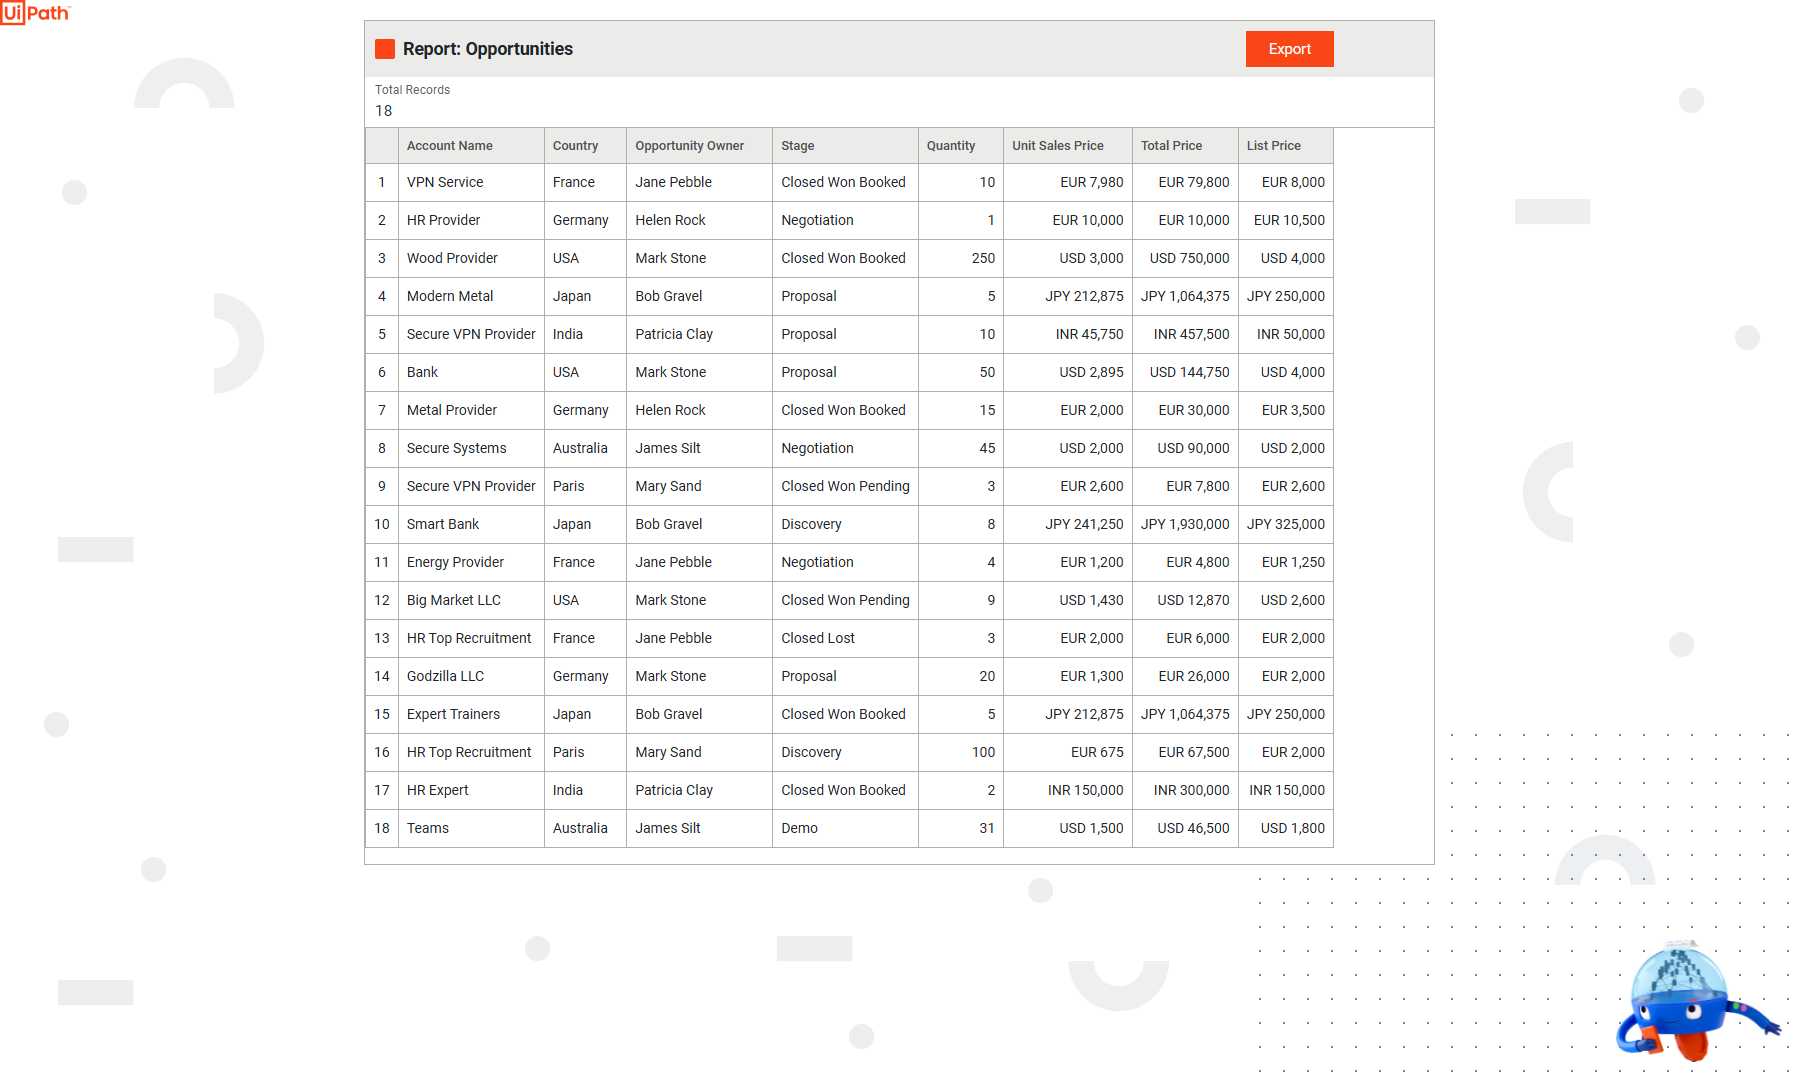 UiPath
Report: Opportunities Export
Total Records
18
Account Name Country Opportunity Owner Stage Quantity Unit Sales Price Total Price List Price
1 VPN Service France Jane Pebble Closed Won Booked 10 EUR 7,980 EUR 79,800 EUR 8,000
2 HR Provider Germany Helen Rock Negotiation 1 EUR 10,000 EUR 10,000 EUR 10,500
3 Wood Provider USA Mark Stone Closed Won Booked 250 USD 3,000 USD 750,000 USD 4,000
4 Modern Metal Japan Bob Gravel Proposal 5 JPY 212,875 JPY 1,064,375 JPY 250,000
5 Secure VPN Provider India Patricia Clay Proposal 10 INR 45,750 INR 457,500 INR 50,000
6 Bank USA Mark Stone Proposal 50 USD 2,895 USD 144,750 USD 4,000
7 Metal Provider Germany Helen Rock Closed Won Booked 15 EUR 2,000 EUR 30,000 EUR 3,500
8 Secure Systems Australia James Silt Negotiation 45 USD 2,000 USD 90,000 USD 2,000
9 Secure VPN Provider Paris Mary Sand Closed Won Pending 3 EUR 2,600 EUR 7,800 EUR 2,600
10 Smart Bank Japan Bob Gravel Discovery 8 JPY 241,250 JPY 1,930,000 JPY 325,000
11 Energy Provider France Jane Pebble Negotiation 4 EUR 1,200 EUR 4,800 EUR 1,250
12 Big Market LLC USA Mark Stone Closed Won Pending 9 USD 1,430 USD 12,870 USD 2,600
13 HR Top Recruitment France Jane Pebble Closed Lost 3 EUR 2,000 EUR 6,000 EUR 2,000
14 Godzilla LLC Germany Mark Stone Proposal 20 EUR 1,300 EUR 26,000 EUR 2,000
15 Expert Trainers Japan Bob Gravel Closed Won Booked 5 JPY 212,875 JPY 1,064,375 JPY 250,000
16 HR Top Recruitment Paris Mary Sand Discovery 100 EUR 675 EUR 67,500 EUR 2,000
17 HR Expert India Patricia Clay Closed Won Booked 2 INR 150,000 INR 300,000 INR 150,000
18 Teams Australia James Silt Demo 31 USD 1,500 USD 46,500 USD 1,800